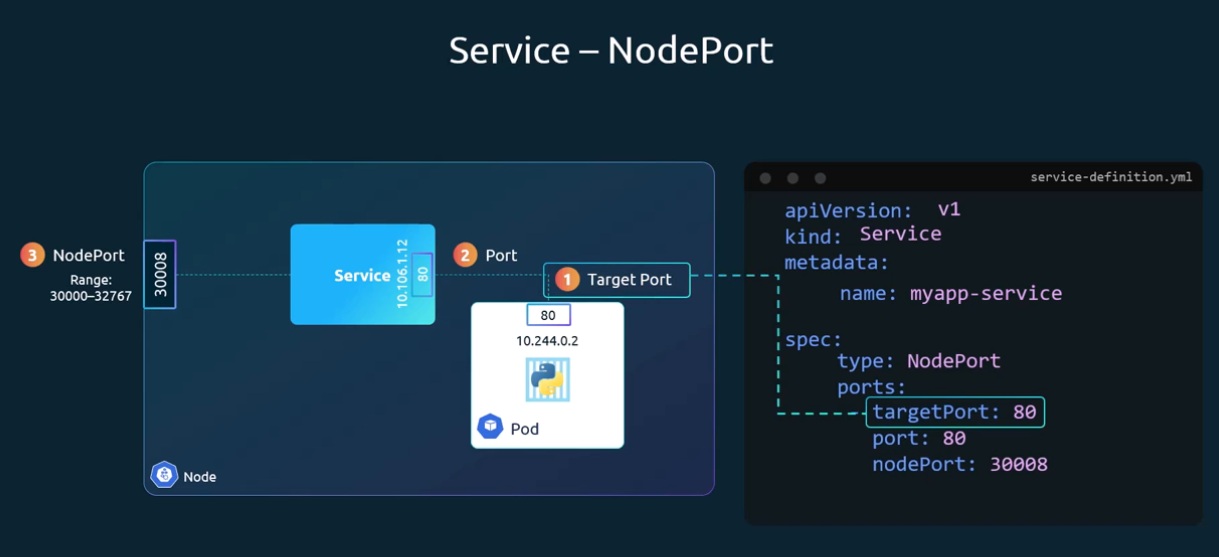 Service – NodePort
3 NodePort
Range:
30000–32767
30008
Service
10.106.1.12
80
2 Port
1 Target Port
80
10.244.0.2
Pod
Node
service-definition.yml
apiVersion: v1
kind: Service
metadata:
name: myapp-service
spec:
type: NodePort
ports:
targetPort: 80
port: 80
nodePort: 30008